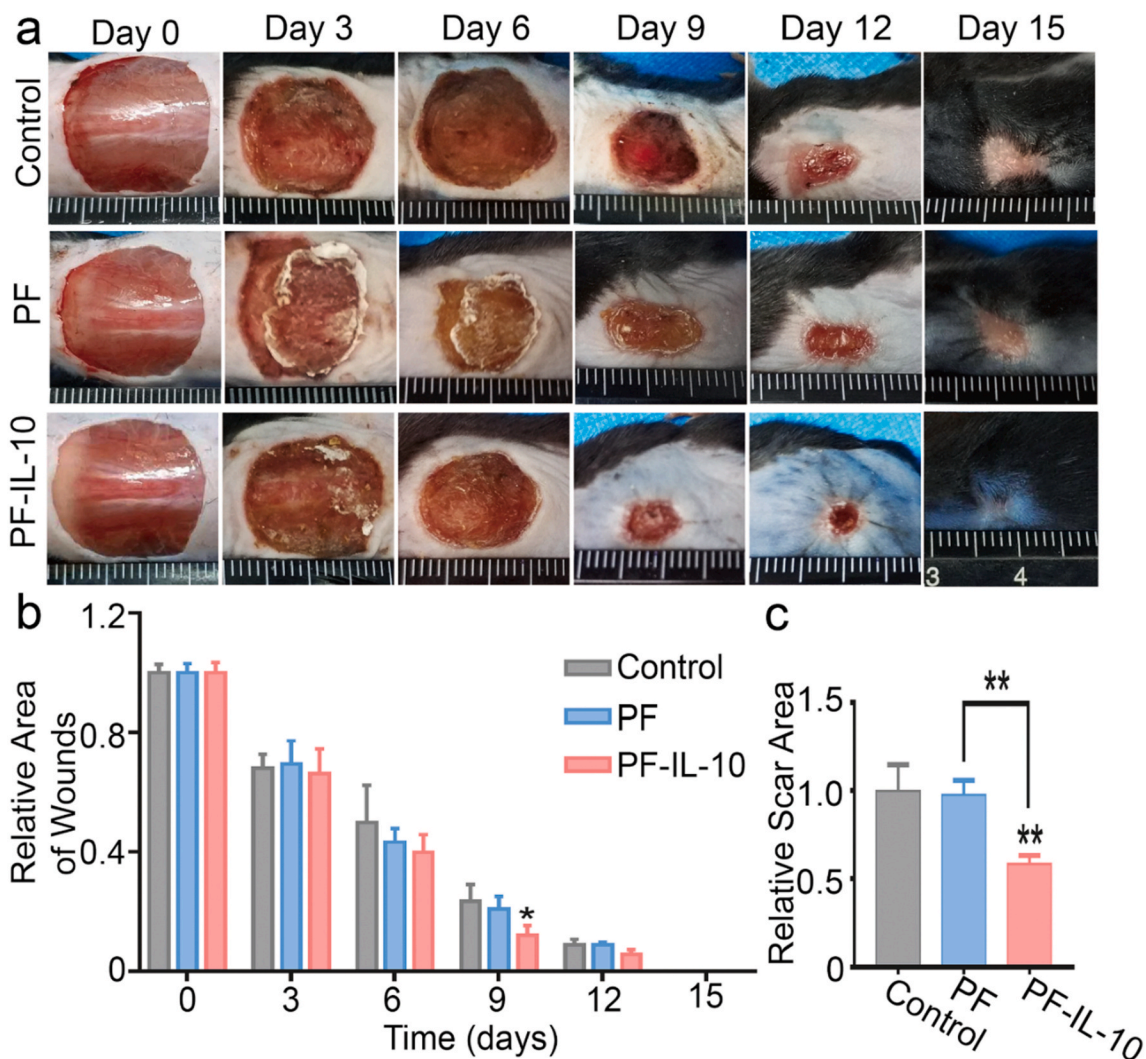 a
Day 0 Day 3 Day 6 Day 9 Day 12 Day 15
Control
PF
PF-IL-10
3 4
b
1.2
0.8
0.4
0
Relative Area
of Wounds
Control
PF
PF-IL-10
*
0 3 6 9 12 15
Time (days)
c
1.5
1.0
0.5
0
Relative Scar Area
**
**
Control
PF
PF-IL-10